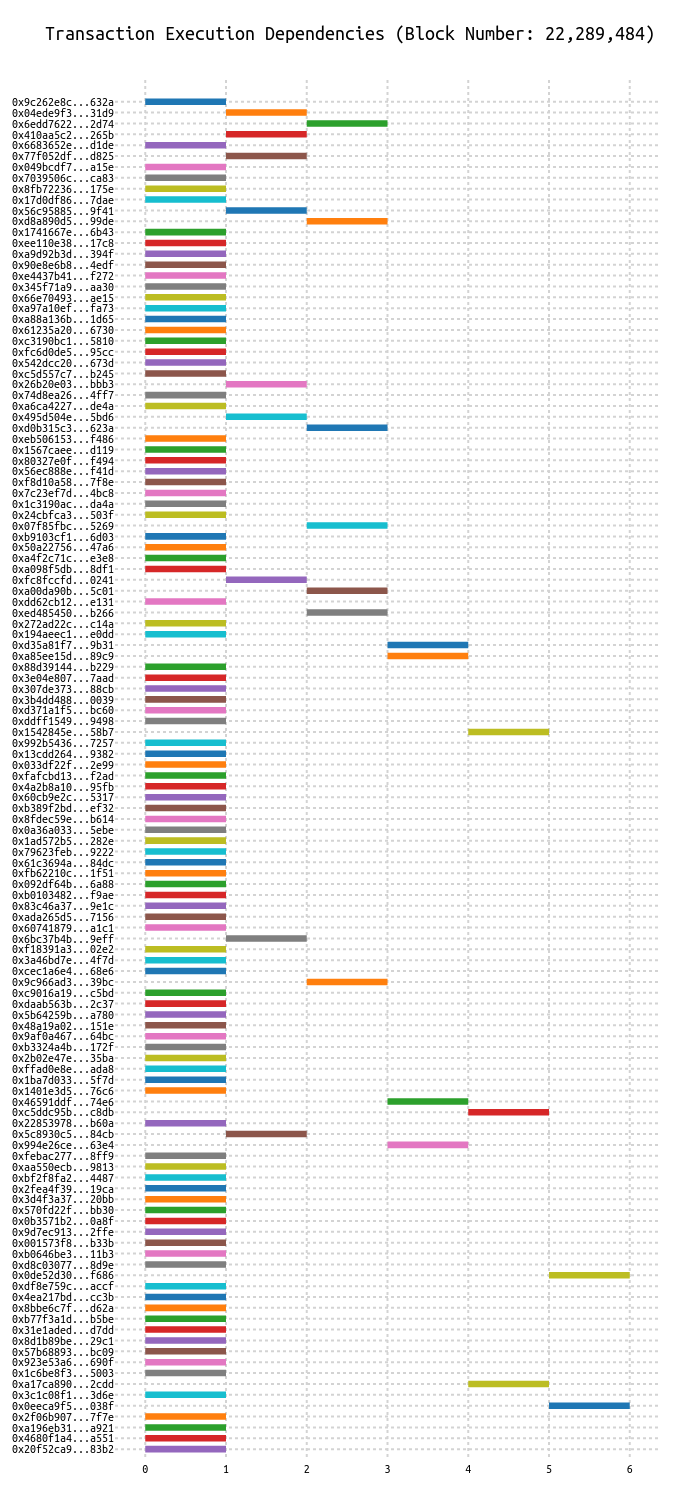 Transaction Execution Dependencies (Block Number: 22,289,484)
0x9c262e8c...632a
0x04ede9f3...31d9
0x6edd7622...2d74
0x410aa5c2...265b
0x6683652e...d1de
0x77f052df...d825
0x049bcdf7...a15e
0x7039506c...ca83
0x8fb72236...175e
0x17d0df86...7dae
0x56c95885...9f41
0xd8a890d5...99de
0x1741667e...6b43
0xee110e38...17c8
0xa9d92b3d...394f
0x90e8e6b8...4edf
0xe4437b41...f272
0x345f71a9...aa30
0x66e70493...ae15
0xa97a10ef...fa73
0xa88a136b...1d65
0x61235a20...6730
0xc3190bc1...5810
0xfc6d0de5...95cc
0x542dcc20...673d
0xc5d557c7...b245
0x26b20e03...bbb3
0x74d8ea26...4ff7
0xa6ca4227...de4a
0x495d504e...5bd6
0xd0b315c3...623a
0xeb506153...f486
0x1567caee...d119
0x80327e0f...f494
0x56ec888e...f41d
0xf8d10a58...7f8e
0x7c23ef7d...4bc8
0x1c3190ac...da4a
0x24cbfca3...503f
0x07f85fbc...5269
0xb9103cf1...6d03
0x50a22756...47a6
0xa4f2c71c...e3e8
0xa098f5db...8df1
0xfc8fccfd...0241
0xa00da90b...5c01
0xdd62cb12...e131
0xed485450...b266
0x272ad22c...c14a
0x194aeec1...e0dd
0xd35a81f7...9b31
0xa85ee15d...89c9
0x88d39144...b229
0x3e04e807...7aad
0x307de373...88cb
0x3b4dd488...0039
0xd371a1f5...bc60
0xddff1549...9498
0x1542845e...58b7
0x992b5436...7257
0x13cdd264...9382
0x033df22f...2e99
0xfafcbd13...f2ad
0x4a2b8a10...95fb
0x60cb9e2c...5317
0xb389f2bd...ef32
0x8fdec59e...b614
0x0a36a033...5ebe
0x1ad572b5...282e
0x79623feb...9222
0x61c3694a...84dc
0xfb62210c...1f51
0x092df64b...6a88
0xb0103482...f9ae
0x83c46a37...9e1c
0xada265d5...7156
0x60741879...a1c1
0x6bc37b4b...9eff
0xf18391a3...02e2
0x3a46bd7e...4f7d
0xcec1a6e4...68e6
0x9c966ad3...39bc
0xc9016a19...c5bd
0xdaab563b...2c37
0x5b64259b...a780
0x48a19a02...151e
0x9af0a467...64bc
0xb3324a4b...172f
0x2b02e47e...35ba
0xffad0e8e...ada8
0x1ba7d033...5f7d
0x1401e3d5...76c6
0x46591ddf...74e6
0xc5ddc95b...c8db
0x22853978...b60a
0x5c8930c5...84cb
0x994e26ce...63e4
0xfebac277...8ff9
0xaa550ecb...9813
0xbf2f8fa2...4487
0x2fea4f39...19ca
0x3d4f3a37...20bb
0x570fd22f...bb30
0x0b3571b2...0a8f
0x9d7ec913...2ffe
0x001573f8...b33b
0xb0646be3...11b3
0xd8c03077...8d9e
0x0de52d30...f686
0xdf8e759c...accf
0x4ea217bd...cc3b
0x8bbe6c7f...d62a
0xb77f3a1d...b5be
0x31e1aded...d7dd
0x8d1b89be...29c1
0x57b68893...bc09
0x923e53a6...690f
0x1c6be8f3...5003
0xa17ca890...2cdd
0x3c1c08f1...3d6e
0x0eeca9f5...038f
0x2f06b907...7f7e
0xa196eb31...a921
0x4680f1a4...a551
0x20f52ca9...83b2
0 1 2 3 4 5 6